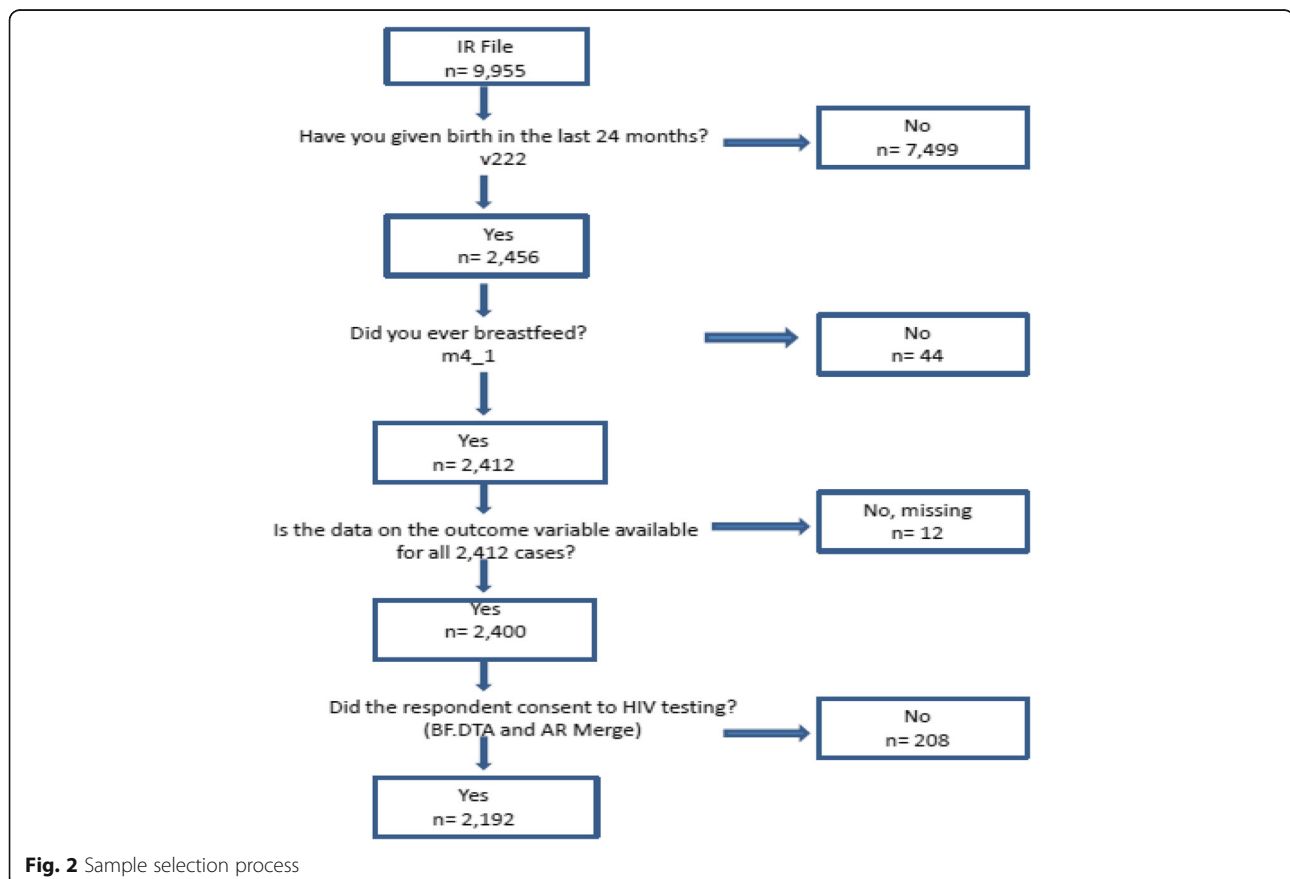 IR File
n= 9,955
Have you given birth in the last 24 months?
v222
No
n= 7,499
Yes
n= 2,456
Did you ever breastfeed?
m4_1
No
n= 44
Yes
n= 2,412
Is the data on the outcome variable available
for all 2,412 cases?
No, missing
n= 12
Yes
n= 2,400
Did the respondent consent to HIV testing?
(BF.DTA and AR Merge)
No
n= 208
Yes
n= 2,192
Fig. 2 Sample selection process